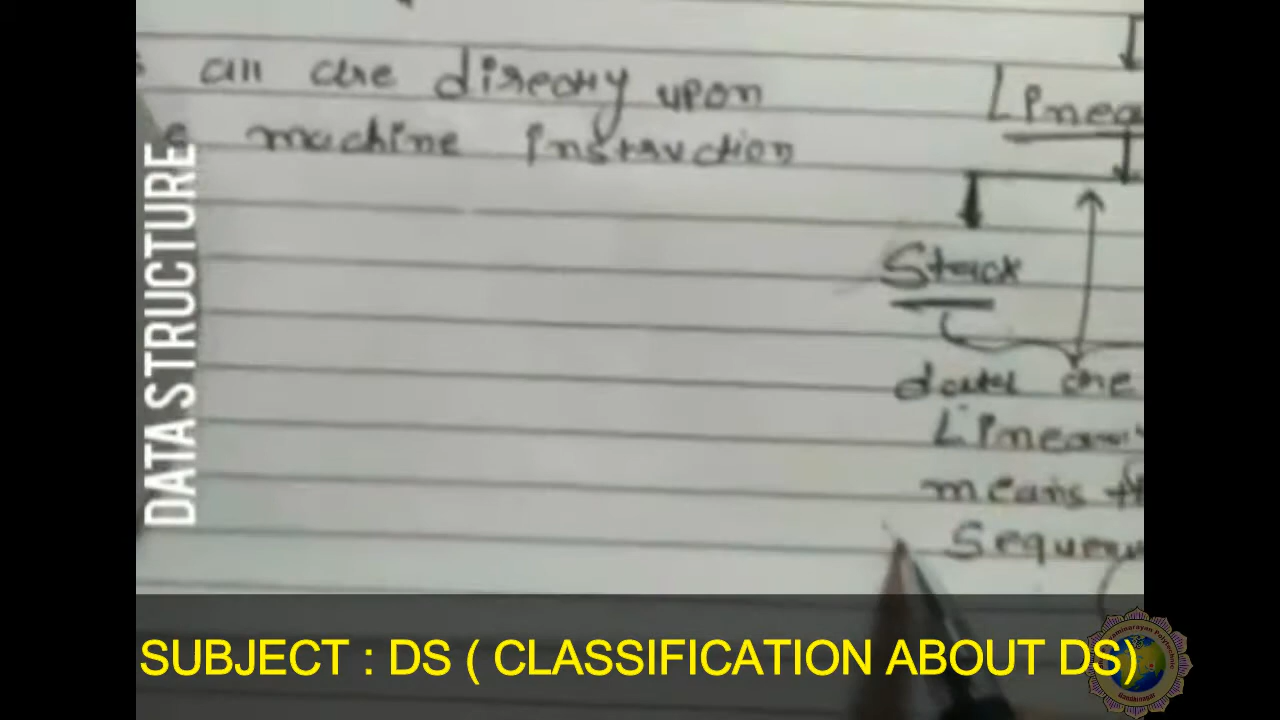 all are directly upon
machine instruction
Linea
Stack
data are
Linear
means th
Sequen
DATA STRUCTURE
SUBJECT : DS ( CLASSIFICATION ABOUT DS)